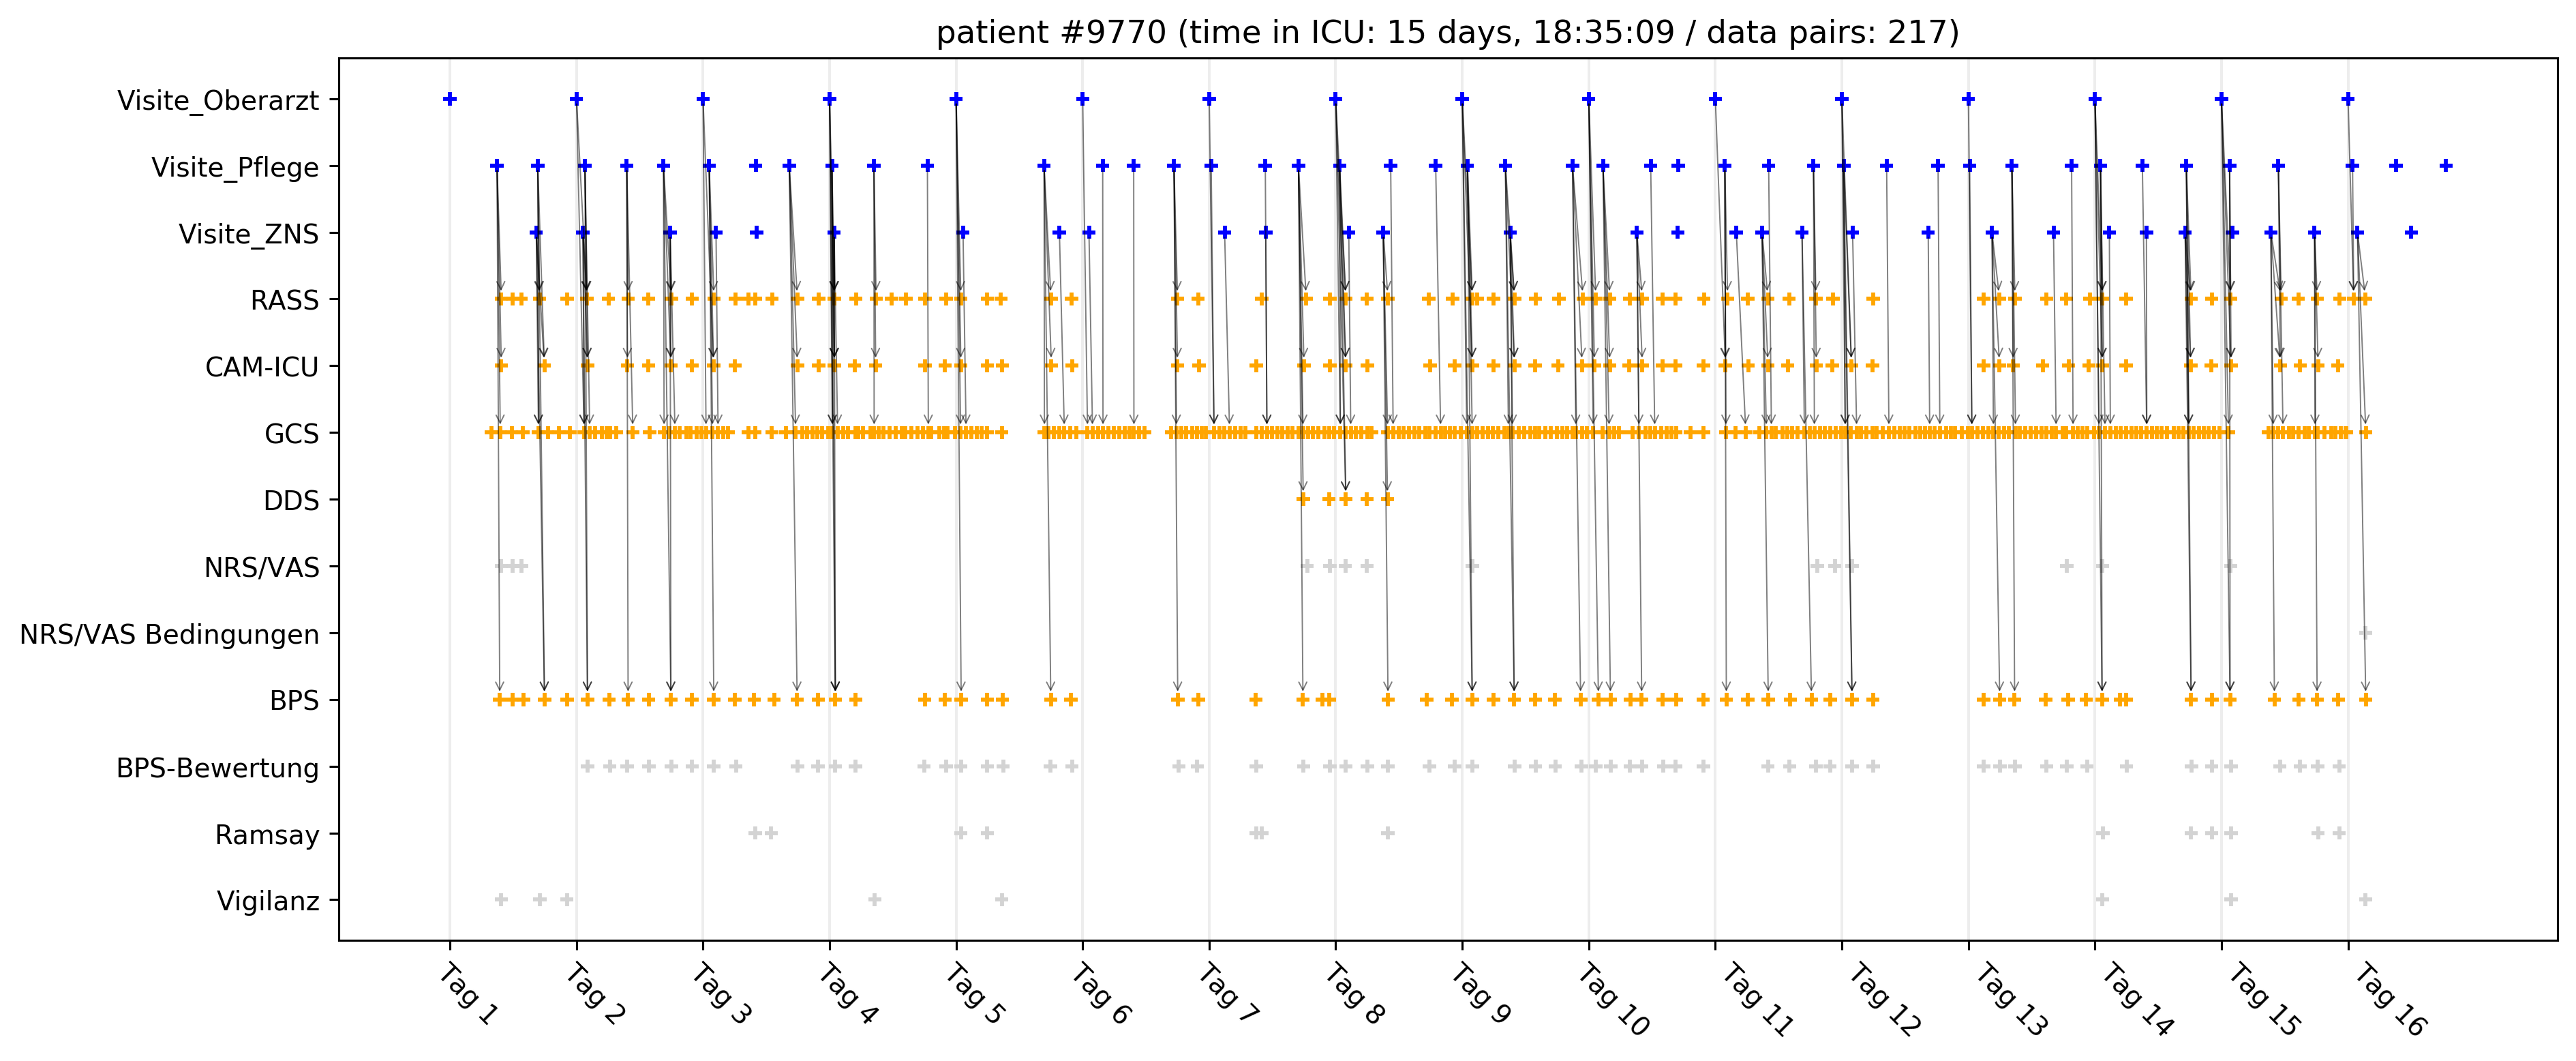 patient #9770 (time in ICU: 15 days, 18:35:09 / data pairs: 217)
Visite_Oberarzt
Visite_Pflege
Visite_ZNS
RASS
CAM-ICU
GCS
DDS
NRS/VAS
NRS/VAS Bedingungen
BPS
BPS-Bewertung
Ramsay
Vigilanz
Tag 1
Tag 2
Tag 3
Tag 4
Tag 5
Tag 6
Tag 7
Tag 8
Tag 9
Tag 10
Tag 11
Tag 12
Tag 13
Tag 14
Tag 15
Tag 16